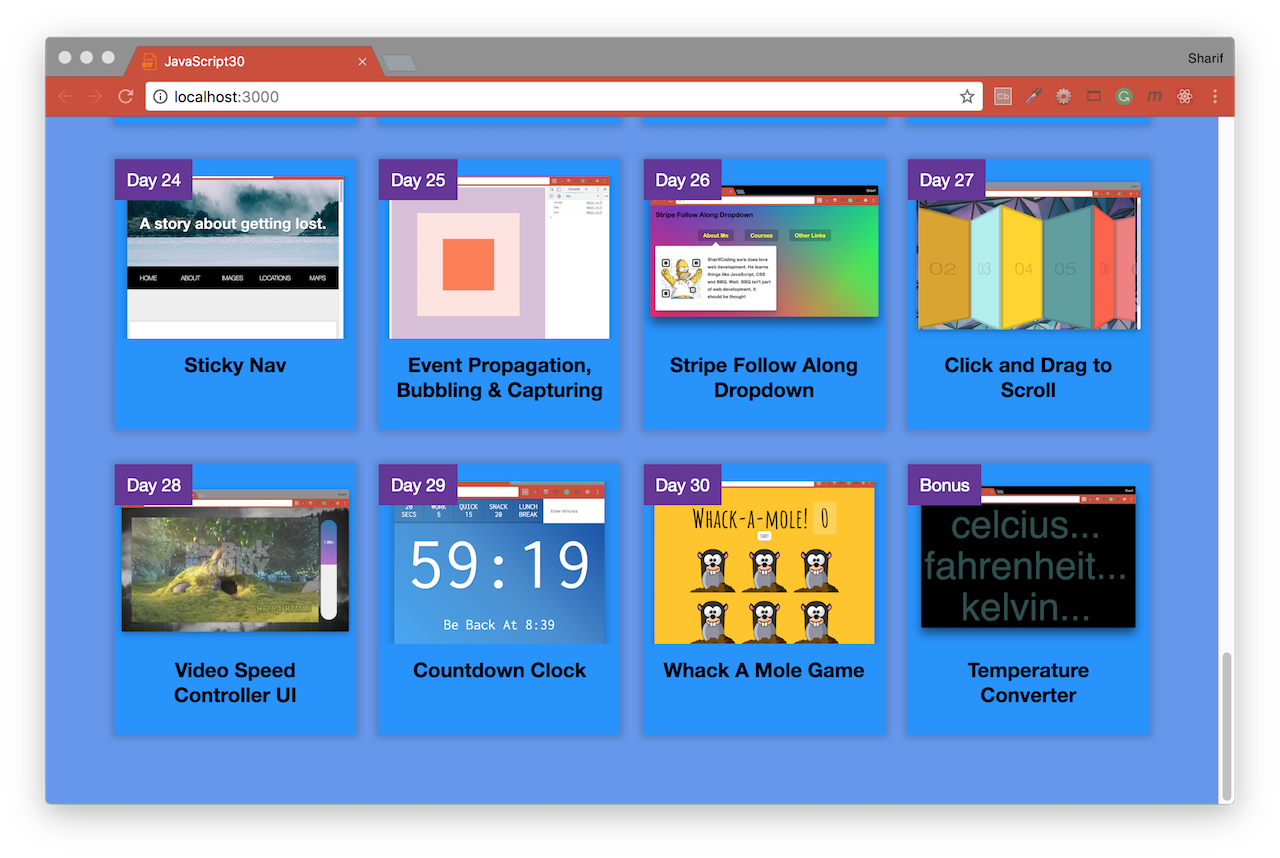 JavaScript30
Sharif
localhost:3000
Day 24
A story about getting lost.
HOME ABOUT IMAGES LOCATIONS MAPS
Sticky Nav
Day 25
Event Propagation,
Bubbling & Capturing
Day 26
Stripe Follow Along Dropdown
About Me Courses Other Links
SharifCoding sure does love
web development. He learns
things like JavaScript, CSS
and BBQ. Wait. BBQ isn't part
of web development. It
should be though!
Stripe Follow Along
Dropdown
Day 27
02 03 04 05 06
Click and Drag to
Scroll
Day 28
1.00×
Video Speed
Controller UI
Day 29
20 WORK QUICK SNACK LUNCH
SECS 5 15 20 BREAK
Enter Minutes
59:19
Be Back At 8:39
Countdown Clock
Day 30
WHACK-A-MOLE! 0
START
Whack A Mole Game
Bonus
celcius...
fahrenheit...
kelvin...
Temperature
Converter